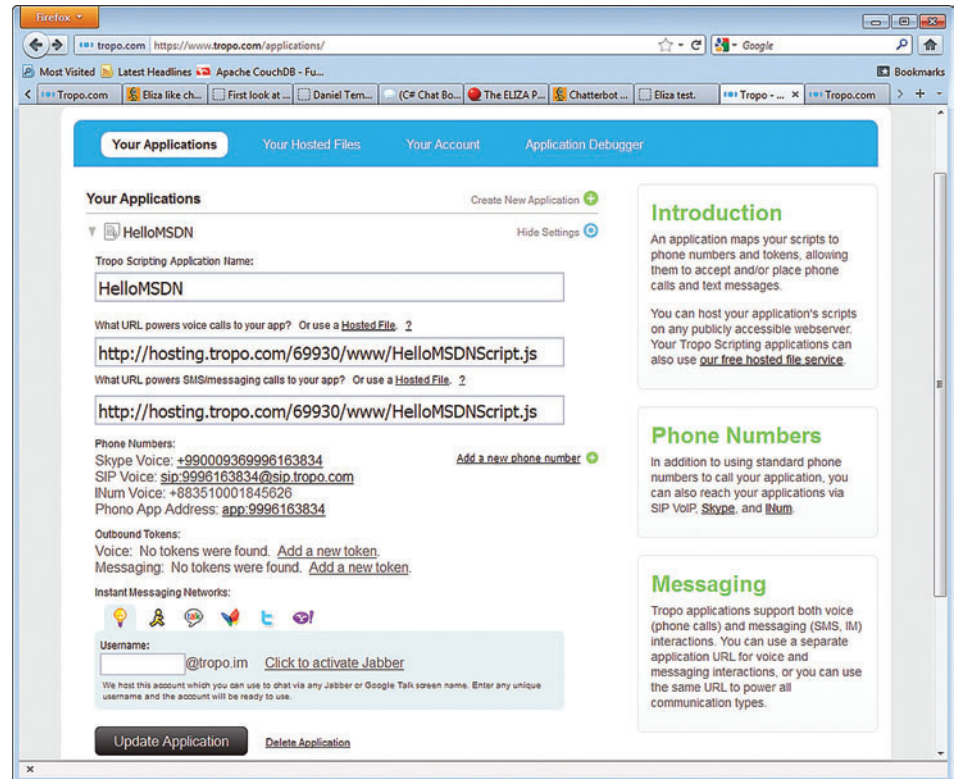 Firefox
tropo.com https://www.tropo.com/applications/
Google
Most Visited Latest Headlines Apache CouchDB - Fu...
Bookmarks
Tropo.com Eliza like ch... First look at ... Daniel Tem... (C# Chat Bo... The ELIZA P... Chatterbot ... Eliza test. Tropo - ... x Tropo.com
Your Applications Your Hosted Files Your Account Application Debugger
Your Applications
Create New Application
HelloMSDN
Hide Settings
Tropo Scripting Application Name:
HelloMSDN
What URL powers voice calls to your app? Or use a Hosted File. ?
http://hosting.tropo.com/69930/www/HelloMSDNScript.js
What URL powers SMS/messaging calls to your app? Or use a Hosted File. ?
http://hosting.tropo.com/69930/www/HelloMSDNScript.js
Phone Numbers:
Skype Voice: +990009369996163834
Add a new phone number
SIP Voice: sip:9996163834@sip.tropo.com
INum Voice: +883510001845626
Phono App Address: app:9996163834
Outbound Tokens:
Voice: No tokens were found. Add a new token.
Messaging: No tokens were found. Add a new token.
Instant Messaging Networks:
talk
Y!
Username:
@tropo.im Click to activate Jabber
We host this account which you can use to chat via any Jabber or Google Talk screen name. Enter any unique
username and the account will be ready to use.
Update Application Delete Application
Introduction
An application maps your scripts to
phone numbers and tokens, allowing
them to accept and/or place phone
calls and text messages.
You can host your application's scripts
on any publicly accessible webserver.
Your Tropo Scripting applications can
also use our free hosted file service.
Phone Numbers
In addition to using standard phone
numbers to call your application, you
can also reach your applications via
SIP VoIP, Skype, and INum.
Messaging
Tropo applications support both voice
(phone calls) and messaging (SMS, IM)
interactions. You can use a separate
application URL for voice and
messaging interactions, or you can use
the same URL to power all
communication types.
x